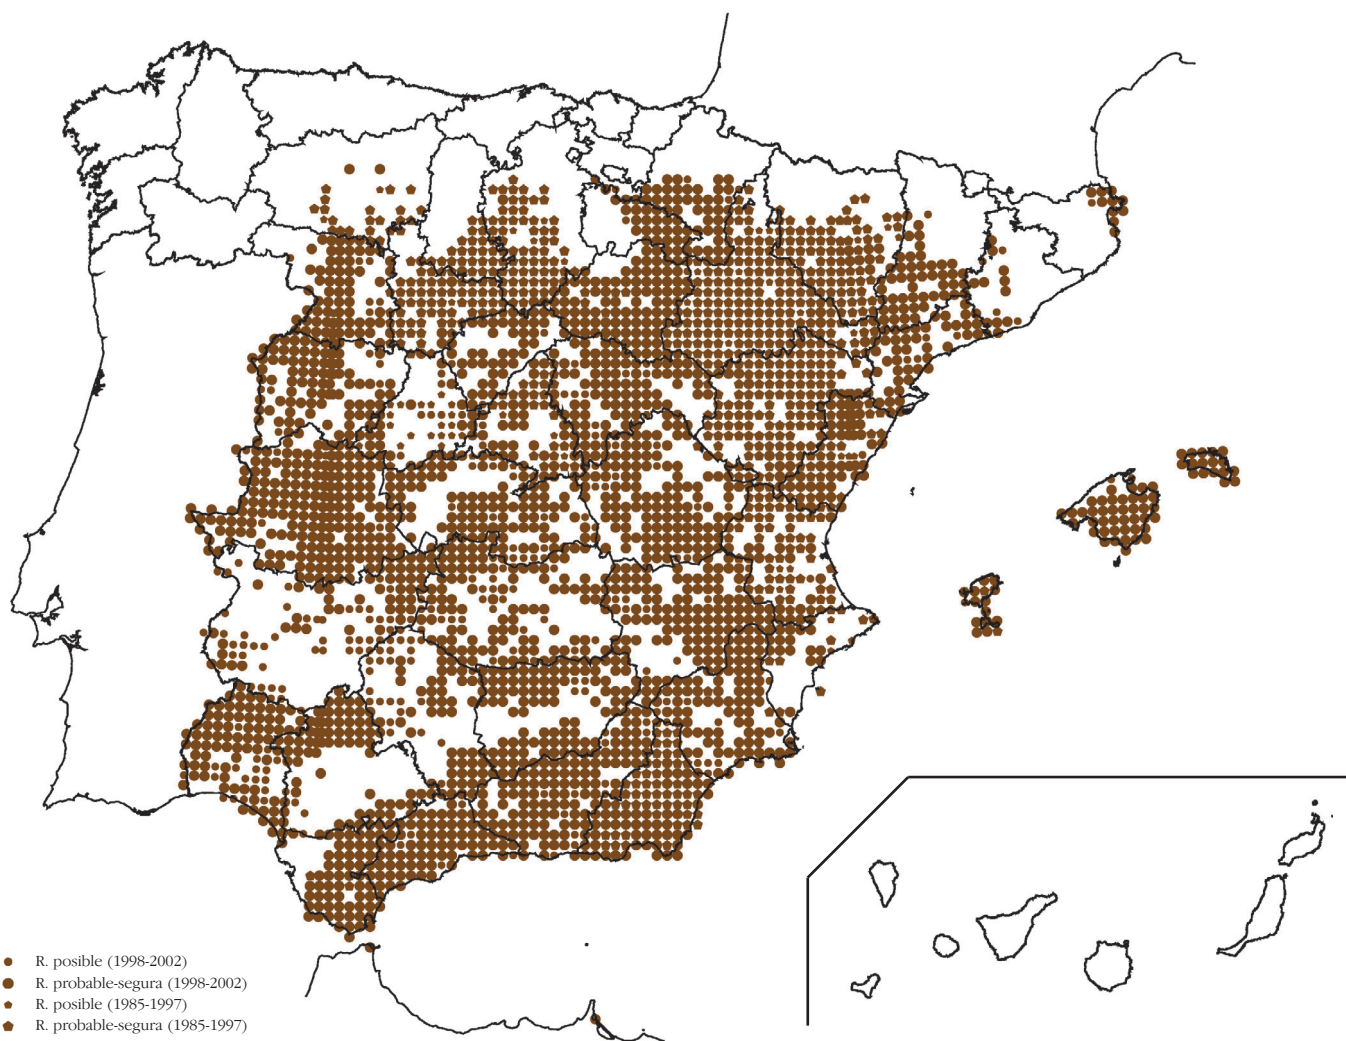 R. posible (1998-2002)
R. probable-segura (1998-2002)
R. posible (1985-1997)
R. probable-segura (1985-1997)